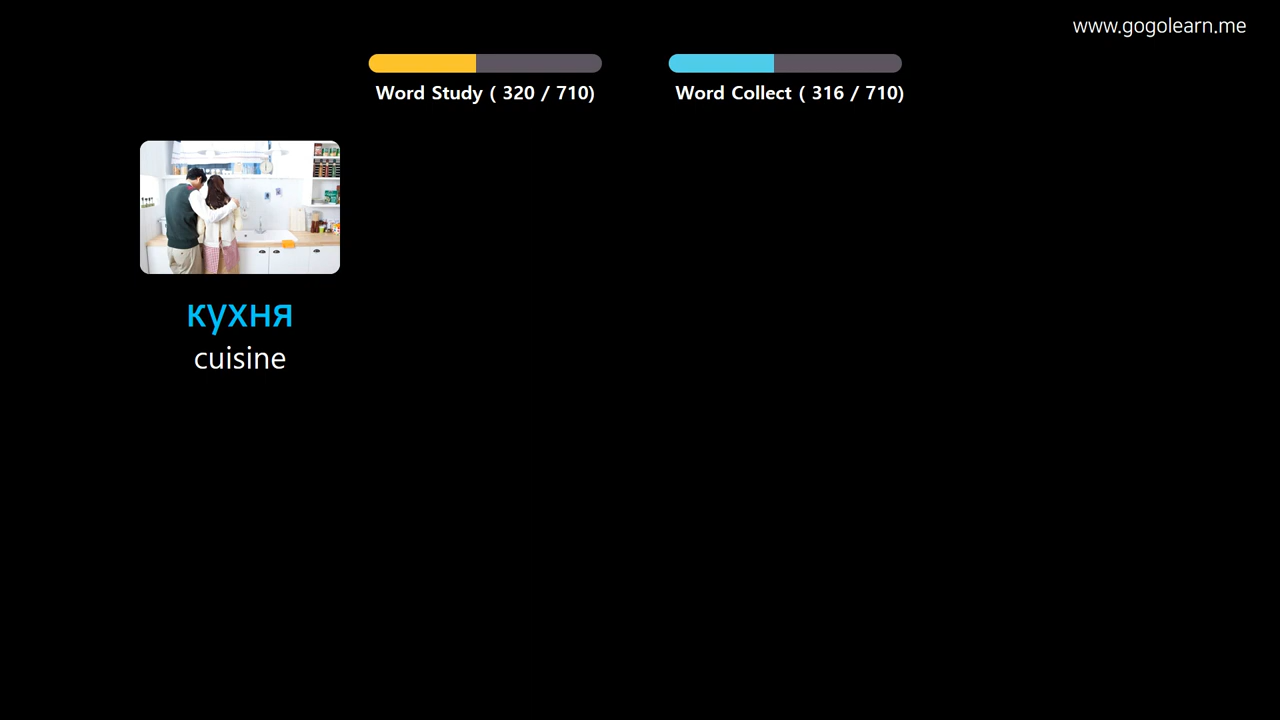 www.gogolearn.me
Word Study ( 320 / 710)
Word Collect ( 316 / 710)
кухня
cuisine